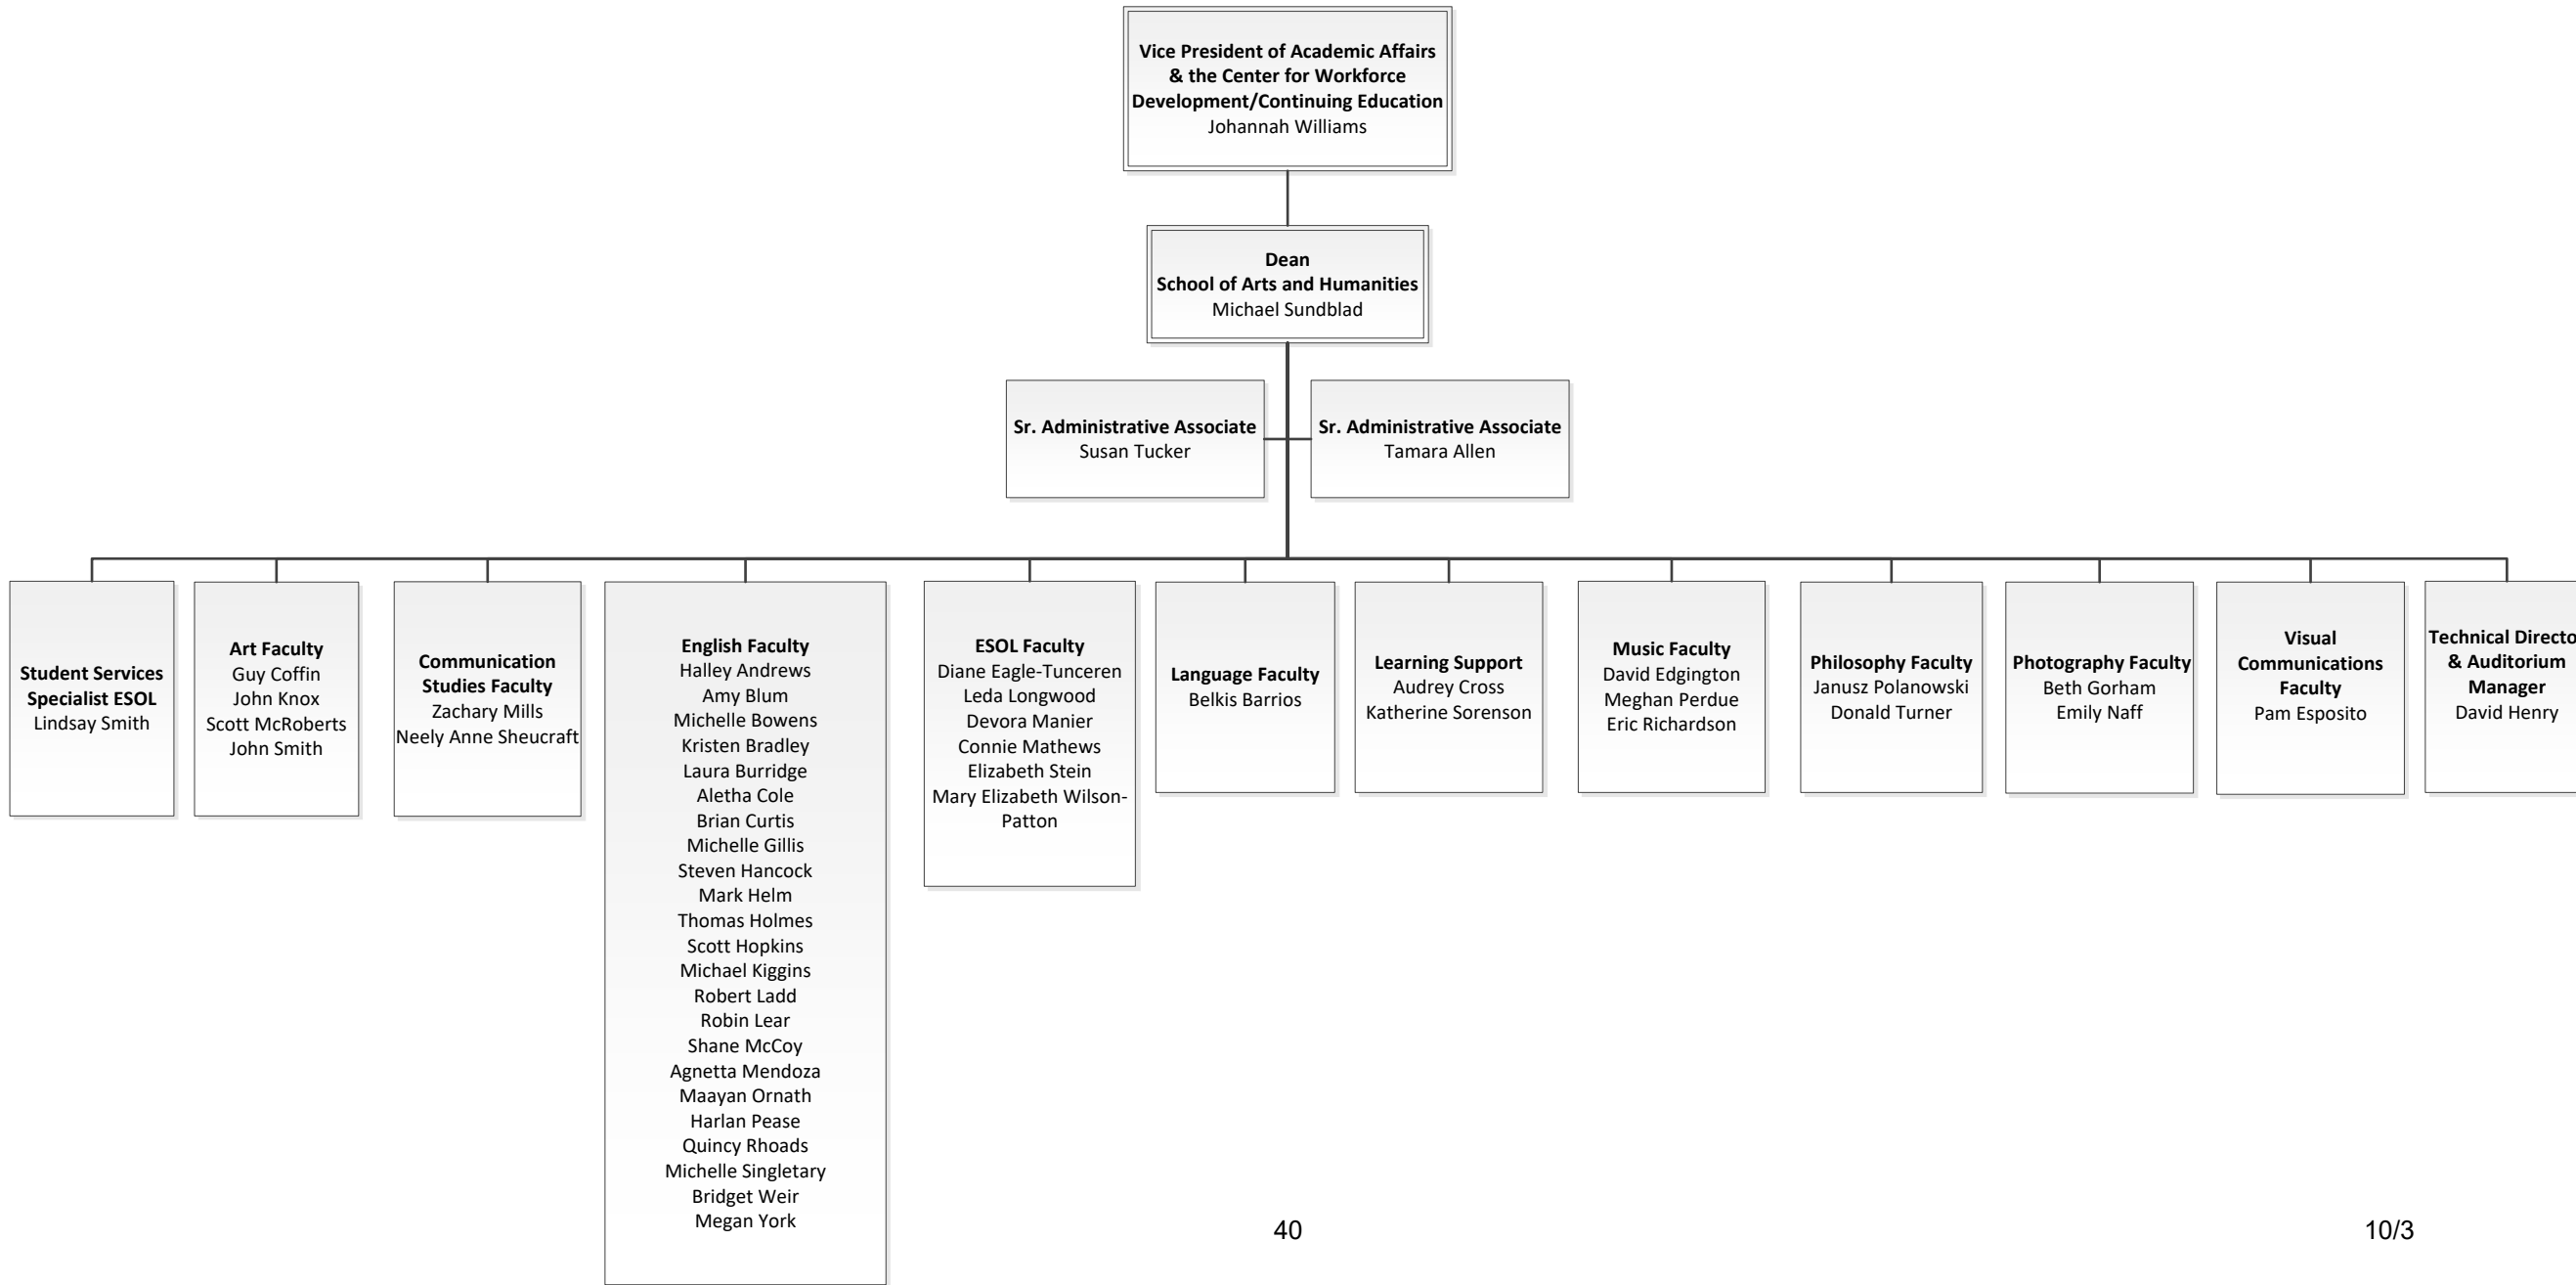 Vice President of Academic Affairs
& the Center for Workforce
Development/Continuing Education
Johannah Williams
Dean
School of Arts and Humanities
Michael Sundblad
Sr. Administrative Associate
Susan Tucker
Sr. Administrative Associate
Tamara Allen
Student Services
Specialist ESOL
Lindsay Smith
Art Faculty
Guy Coffin
John Knox
Scott McRoberts
John Smith
Communication
Studies Faculty
Zachary Mills
Neely Anne Sheucraft
English Faculty
Halley Andrews
Amy Blum
Michelle Bowens
Kristen Bradley
Laura Burridge
Aletha Cole
Brian Curtis
Michelle Gillis
Steven Hancock
Mark Helm
Thomas Holmes
Scott Hopkins
Michael Kiggins
Robert Ladd
Robin Lear
Shane McCoy
Agnetta Mendoza
Maayan Ornath
Harlan Pease
Quincy Rhoads
Michelle Singletary
Bridget Weir
Megan York
ESOL Faculty
Diane Eagle-Tunceren
Leda Longwood
Devora Manier
Connie Mathews
Elizabeth Stein
Mary Elizabeth Wilson-
Patton
Language Faculty
Belkis Barrios
Learning Support
Audrey Cross
Katherine Sorenson
Music Faculty
David Edgington
Meghan Perdue
Eric Richardson
Philosophy Faculty
Janusz Polanowski
Donald Turner
Photography Faculty
Beth Gorham
Emily Naff
Visual
Communications
Faculty
Pam Esposito
Technical Directo
& Auditorium
Manager
David Henry
40
10/3